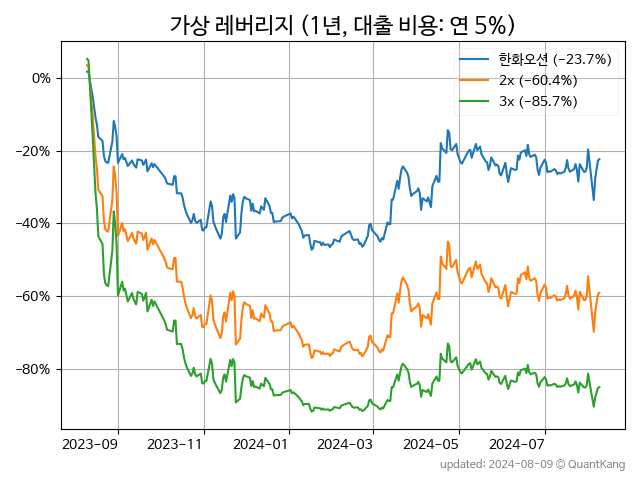 가상 레버리지 (1년, 대출 비용: 연 5%)
한화오션 (−23.7%)
2x (−60.4%)
3x (−85.7%)
0%
−20%
−40%
−60%
−80%
2023-09 2023-11 2024-01 2024-03 2024-05 2024-07
updated: 2024-08-09 © QuantKang